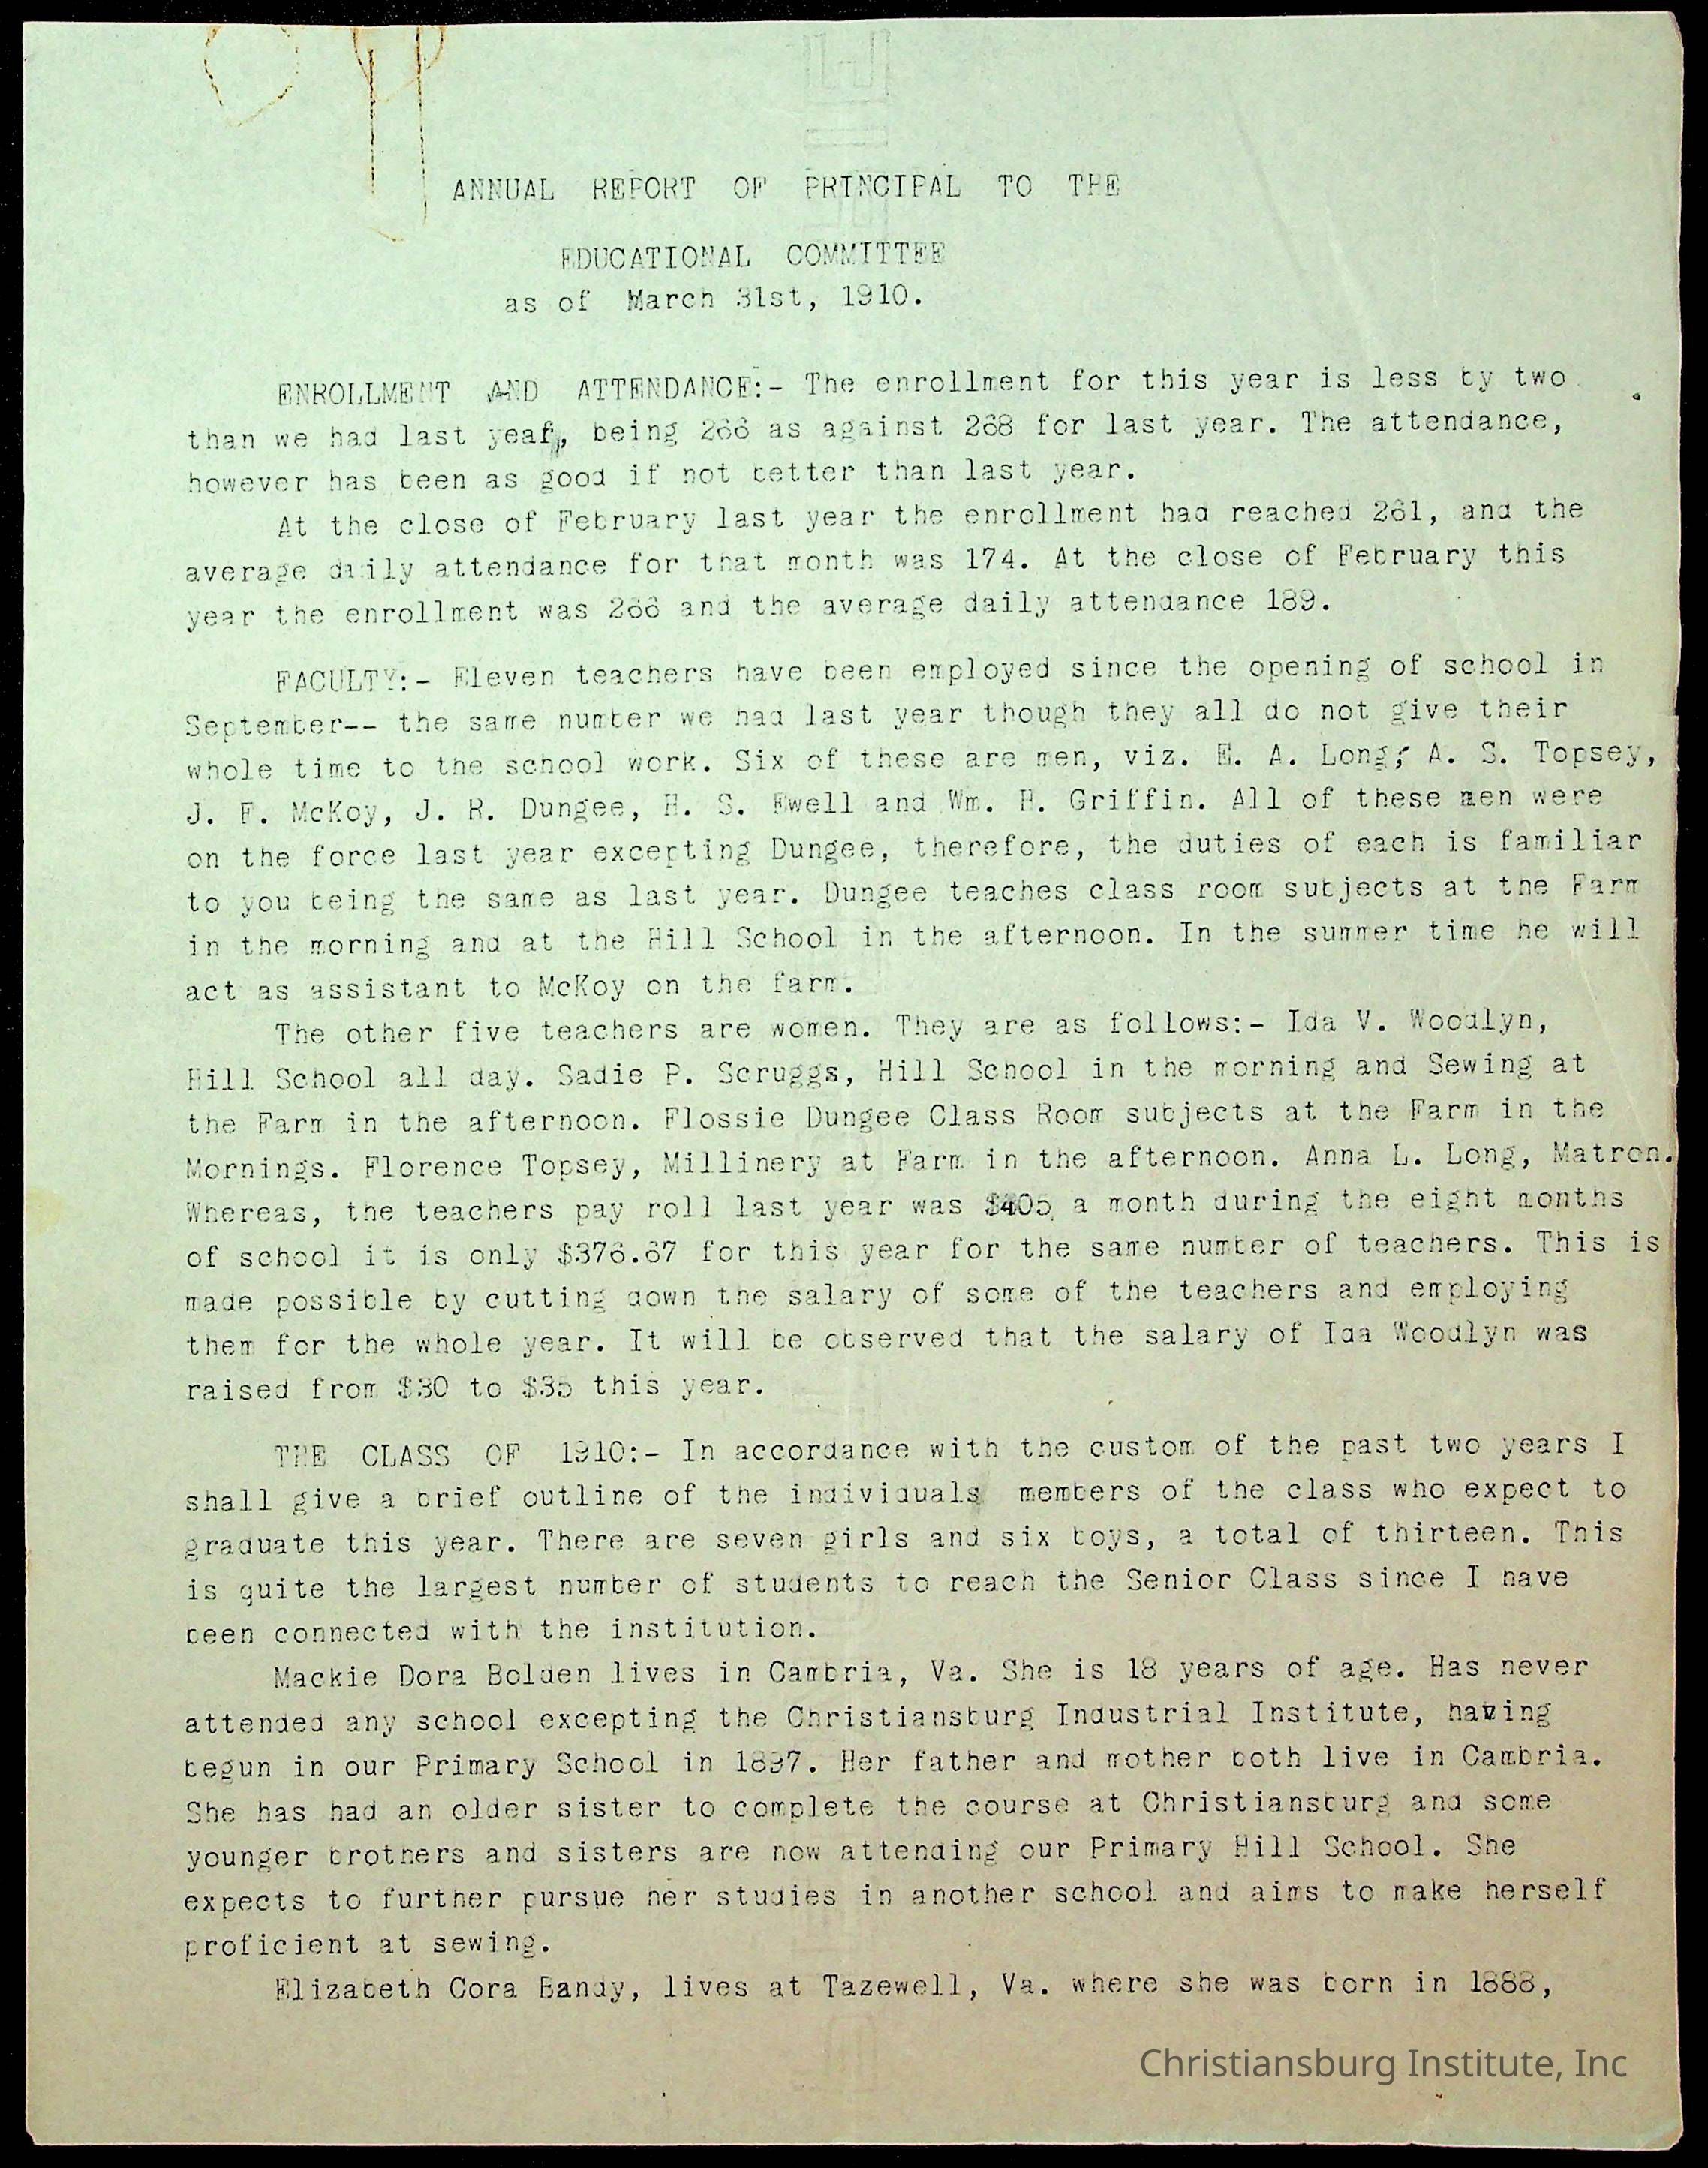 ANNUAL REPORT OF PRINCIPAL TO THE
EDUCATIONAL COMMITTEE
as of March 31st, 1910.
ENROLLMENT AND ATTENDANCE:- The enrollment for this year is less by two
than we had last year, being 266 as against 268 for last year. The attendance,
however has been as good if not better than last year.
At the close of February last year the enrollment had reached 261, and the
average daily attendance for that month was 174. At the close of February this
year the enrollment was 266 and the average daily attendance 189.
FACULTY:- Eleven teachers have been employed since the opening of school in
September-- the same number we had last year though they all do not give their
whole time to the school work. Six of these are men, viz. E. A. Long, A. S. Topsey,
J. F. McKoy, J. R. Dungee, H. S. Ewell and Wm. H. Griffin. All of these men were
on the force last year excepting Dungee, therefore, the duties of each is familiar
to you being the same as last year. Dungee teaches class room subjects at the Farm
in the morning and at the Hill School in the afternoon. In the summer time he will
act as assistant to McKoy on the farm.
The other five teachers are women. They are as follows:- Ida V. Woodlyn,
Hill School all day. Sadie P. Scruggs, Hill School in the morning and Sewing at
the Farm in the afternoon. Flossie Dungee Class Room subjects at the Farm in the
Mornings. Florence Topsey, Millinery at Farm in the afternoon. Anna L. Long, Matron.
Whereas, the teachers pay roll last year was $405 a month during the eight months
of school it is only $376.67 for this year for the same number of teachers. This is
made possible by cutting down the salary of some of the teachers and employing
them for the whole year. It will be observed that the salary of Ida Woodlyn was
raised from $30 to $35 this year.
THE CLASS OF 1910:- In accordance with the custom of the past two years I
shall give a brief outline of the individuals members of the class who expect to
graduate this year. There are seven girls and six boys, a total of thirteen. This
is quite the largest number of students to reach the Senior Class since I have
been connected with the institution.
Mackie Dora Bolden lives in Cambria, Va. She is 18 years of age. Has never
attended any school excepting the Christiansburg Industrial Institute, having
begun in our Primary School in 1897. Her father and mother both live in Cambria.
She has had an older sister to complete the course at Christiansburg and some
younger brothers and sisters are now attending our Primary Hill School. She
expects to further pursue her studies in another school and aims to make herself
proficient at sewing.
Elizabeth Cora Bandy, lives at Tazewell, Va. where she was born in 1888,
Christiansburg Institute, Inc